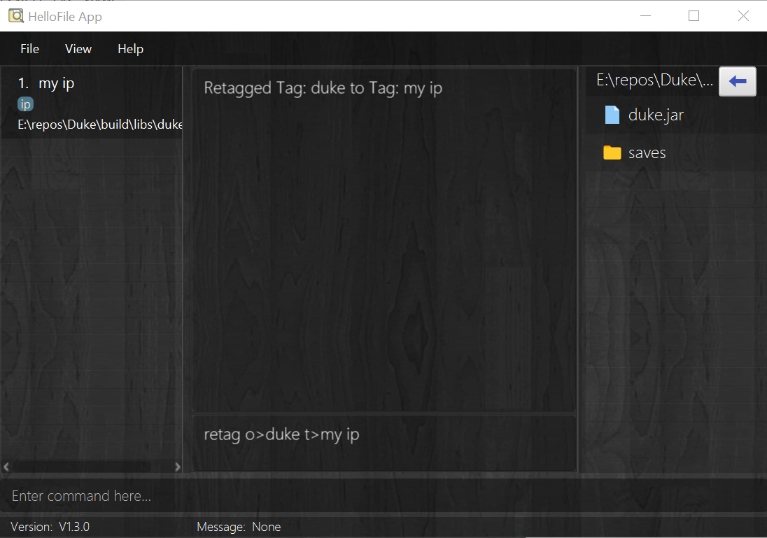 HelloFile App
File View Help
1. my ip
ip
E:\repos\Duke\build\libs\duke
Retagged Tag: duke to Tag: my ip
retag o>duke t>my ip
E:\repos\Duke\...
duke.jar
saves
Enter command here...
Version: V1.3.0 Message: None